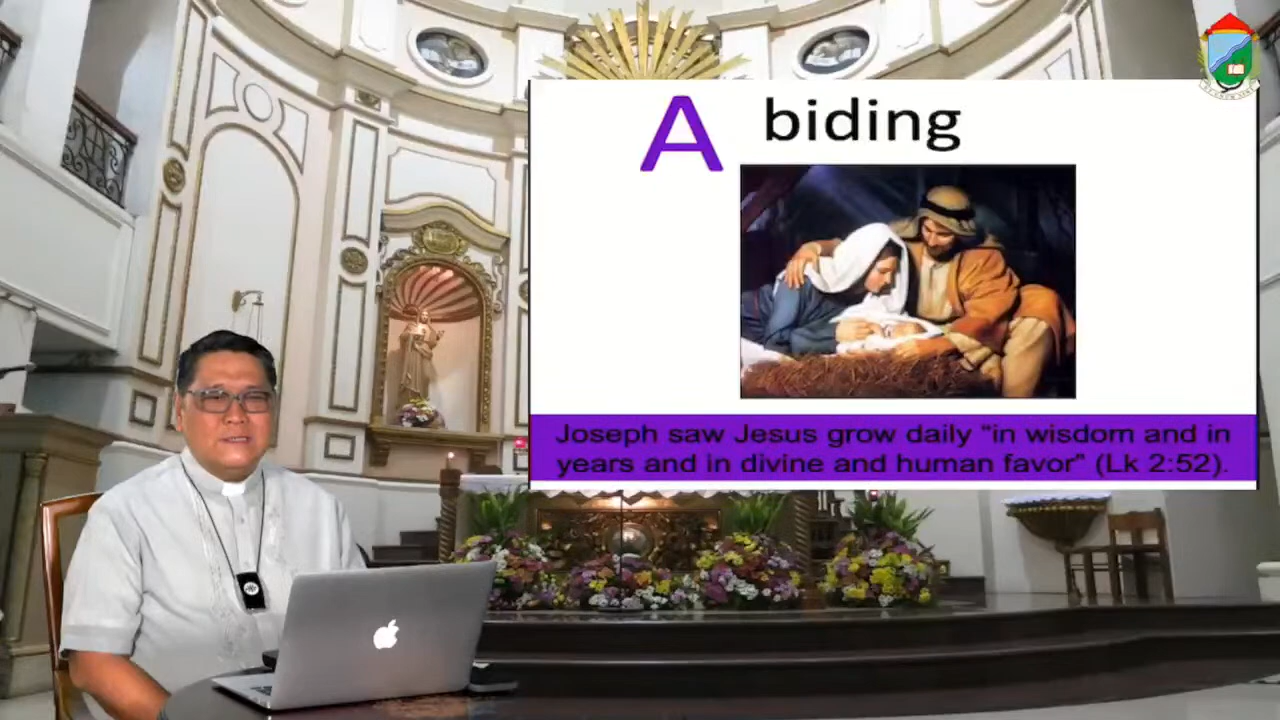 A biding
Joseph saw Jesus grow daily “in wisdom and in
years and in divine and human favor” (Lk 2:52).